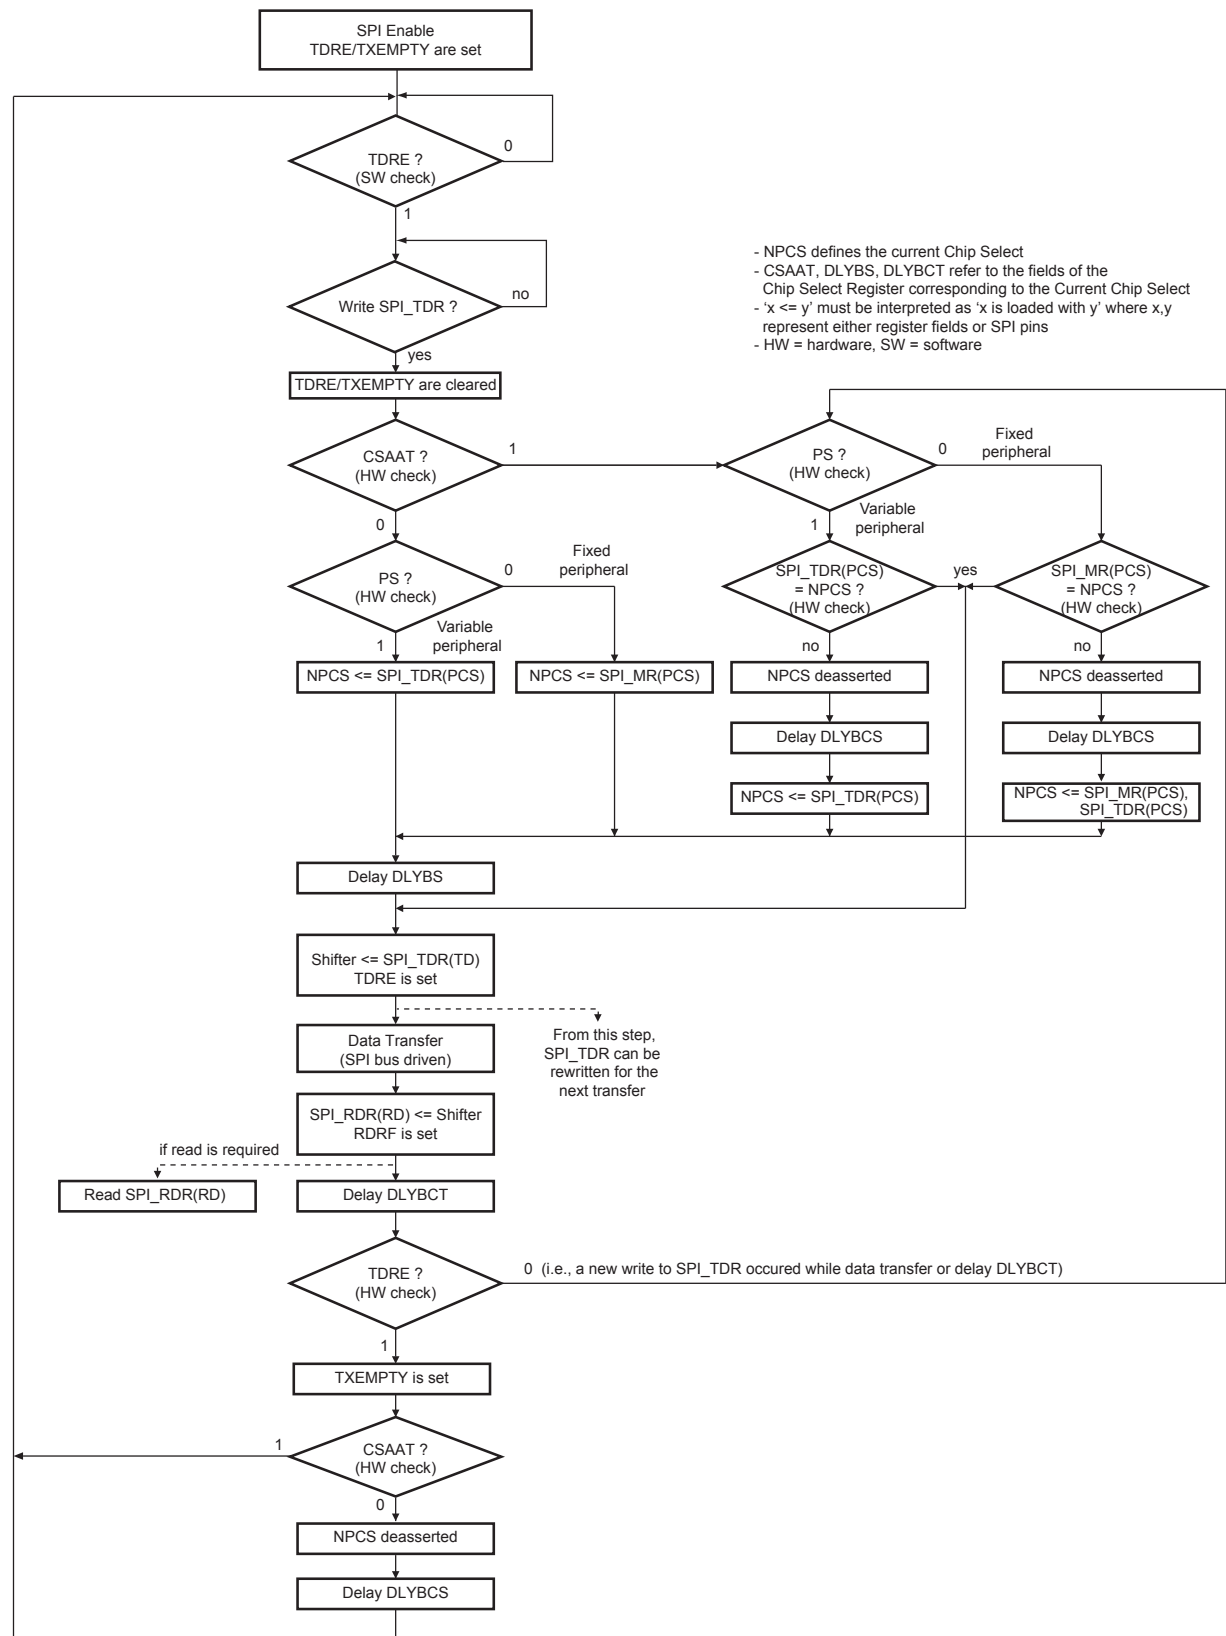 SPI Enable
TDRE/TXEMPTY are set
TDRE ?
(SW check)
0
1
- NPCS defines the current Chip Select
- CSAAT, DLYBS, DLYBCT refer to the fields of the
Chip Select Register corresponding to the Current Chip Select
- ‘x <= y’ must be interpreted as ‘x is loaded with y’ where x,y
represent either register fields or SPI pins
- HW = hardware, SW = software
Write SPI_TDR ?
no
yes
TDRE/TXEMPTY are cleared
CSAAT ?
(HW check)
1
0
PS ?
(HW check)
0
Fixed
peripheral
1
Variable
peripheral
PS ?
(HW check)
0
Fixed
peripheral
1
Variable
peripheral
SPI_TDR(PCS)
= NPCS ?
(HW check)
yes
SPI_MR(PCS)
= NPCS ?
(HW check)
no
no
NPCS <= SPI_TDR(PCS)
NPCS <= SPI_MR(PCS)
NPCS deasserted
NPCS deasserted
Delay DLYBCS
Delay DLYBCS
NPCS <= SPI_TDR(PCS)
NPCS <= SPI_MR(PCS),
SPI_TDR(PCS)
Delay DLYBS
Shifter <= SPI_TDR(TD)
TDRE is set
Data Transfer
(SPI bus driven)
From this step,
SPI_TDR can be
rewritten for the
next transfer
SPI_RDR(RD) <= Shifter
RDRF is set
if read is required
Read SPI_RDR(RD)
Delay DLYBCT
TDRE ?
(HW check)
0 (i.e., a new write to SPI_TDR occured while data transfer or delay DLYBCT)
1
TXEMPTY is set
CSAAT ?
(HW check)
1
0
NPCS deasserted
Delay DLYBCS